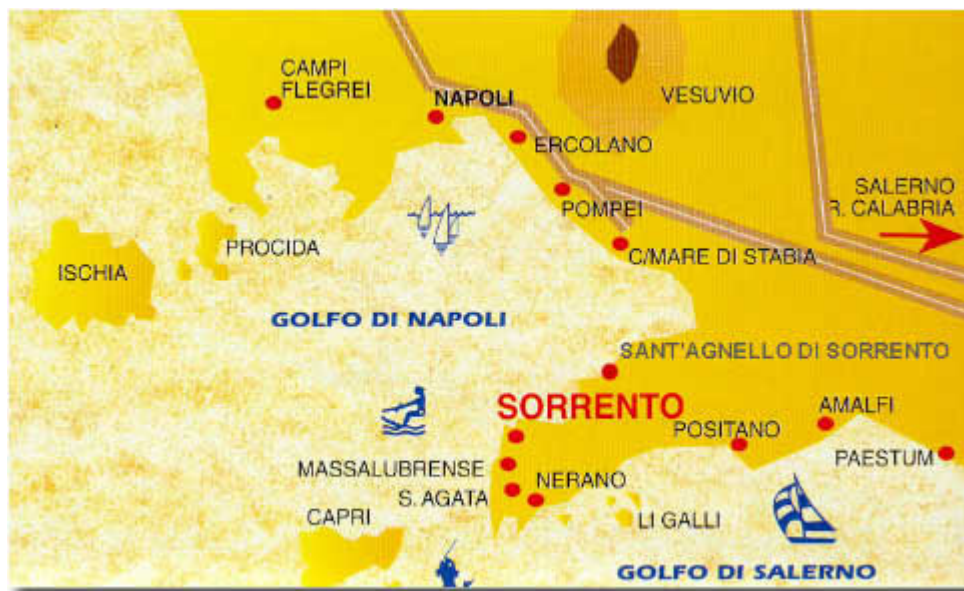 CAMPI
FLEGREI
NAPOLI
VESUVIO
ERCOLANO
SALERNO
R. CALABRIA
POMPEI
PROCIDA
C/MARE DI STABIA
ISCHIA
GOLFO DI NAPOLI
SANT'AGNELLO DI SORRENTO
SORRENTO
AMALFI
POSITANO
PAESTUM
MASSALUBRENSE
NERANO
S. AGATA
CAPRI
LI GALLI
GOLFO DI SALERNO